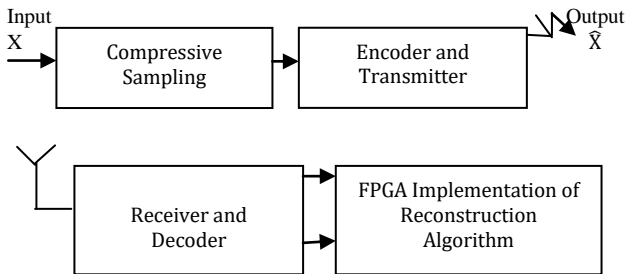 Input
X
Compressive
Sampling
Encoder and
Transmitter
Output
X̂
Receiver and
Decoder
FPGA Implementation of
Reconstruction
Algorithm